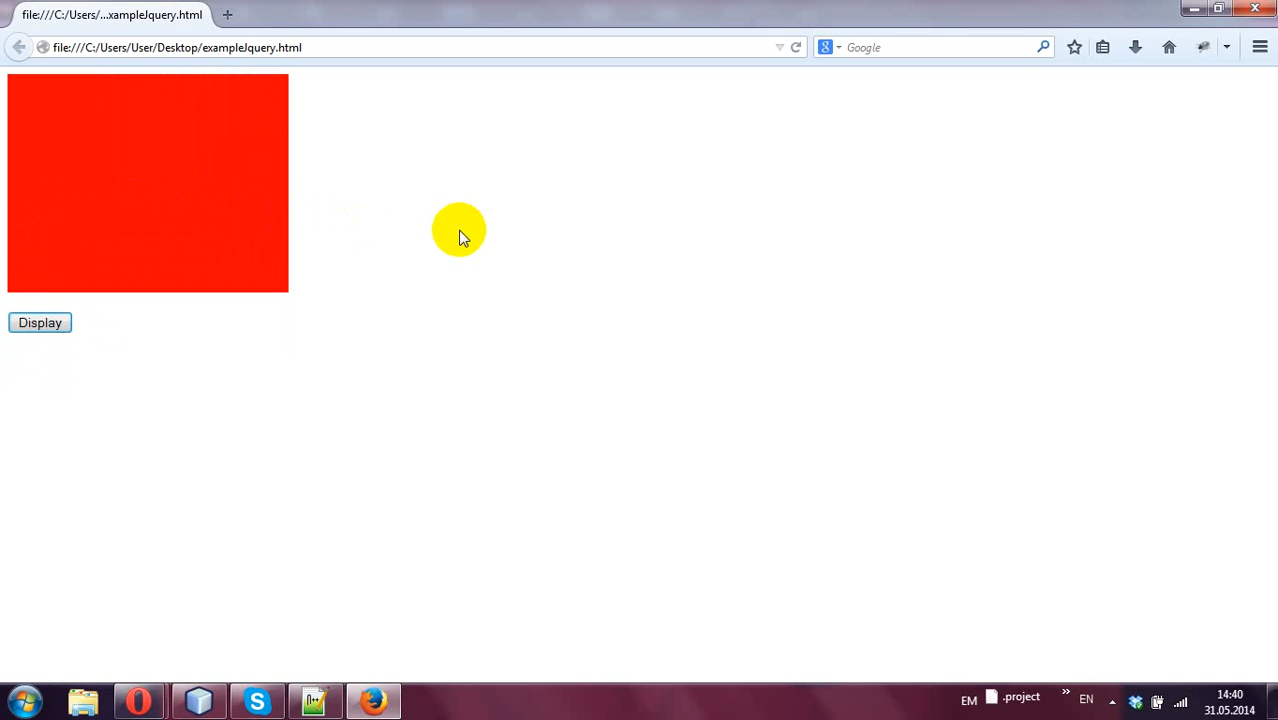 file:///C:/Users/...xampleJquery.html
file:///C:/Users/User/Desktop/exampleJquery.html
Google
Display
EM
.project
EN
14:40
31.05.2014